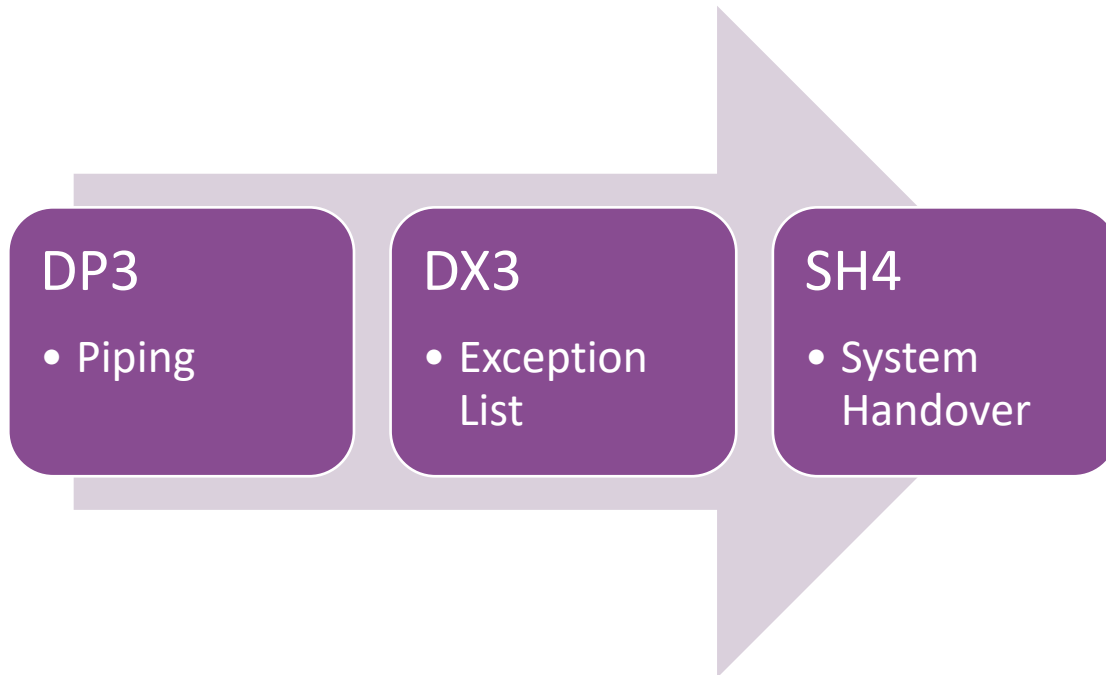 DP3
• Piping
DX3
• Exception
List
SH4
• System
Handover